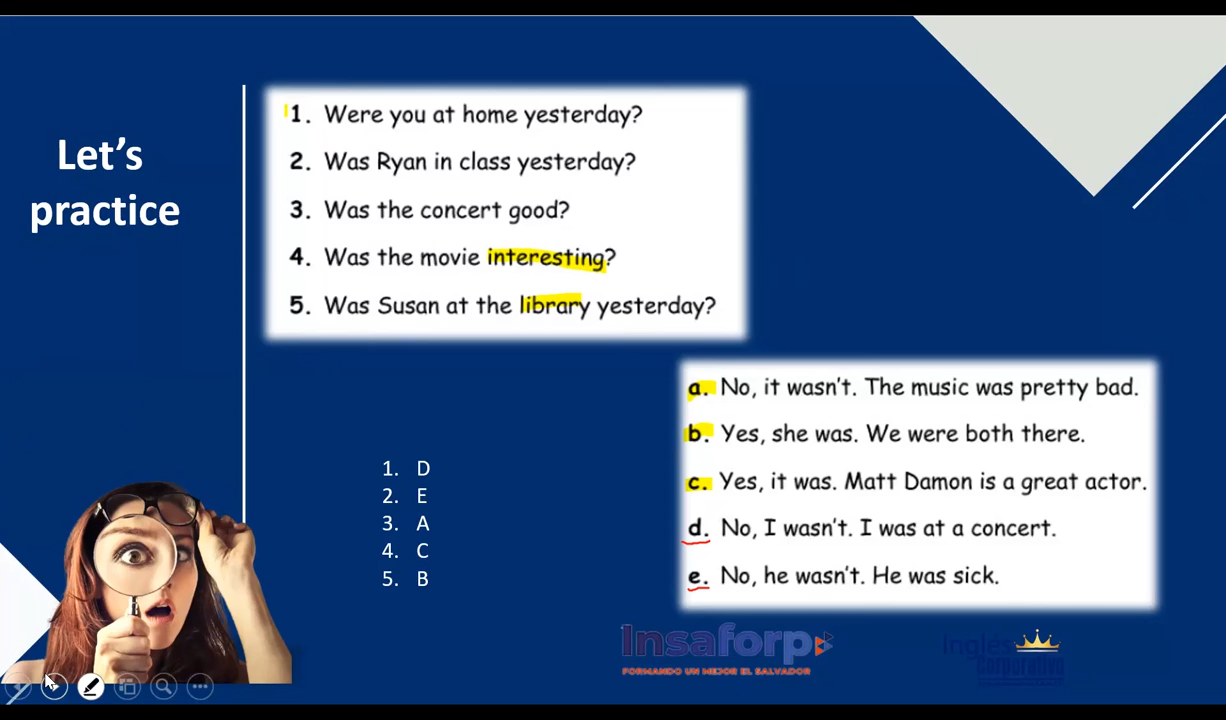 Let's
practice
1. Were you at home yesterday?
2. Was Ryan in class yesterday?
3. Was the concert good?
4. Was the movie interesting?
5. Was Susan at the library yesterday?
a. No, it wasn't. The music was pretty bad.
b. Yes, she was. We were both there.
c. Yes, it was. Matt Damon is a great actor.
d. No, I wasn't. I was at a concert.
e. No, he wasn't. He was sick.
1. D
2. E
3. A
4. C
5. B
Insaforp
FORMANDO UN MEJOR EL SALVADOR
Inglés
Corporativo